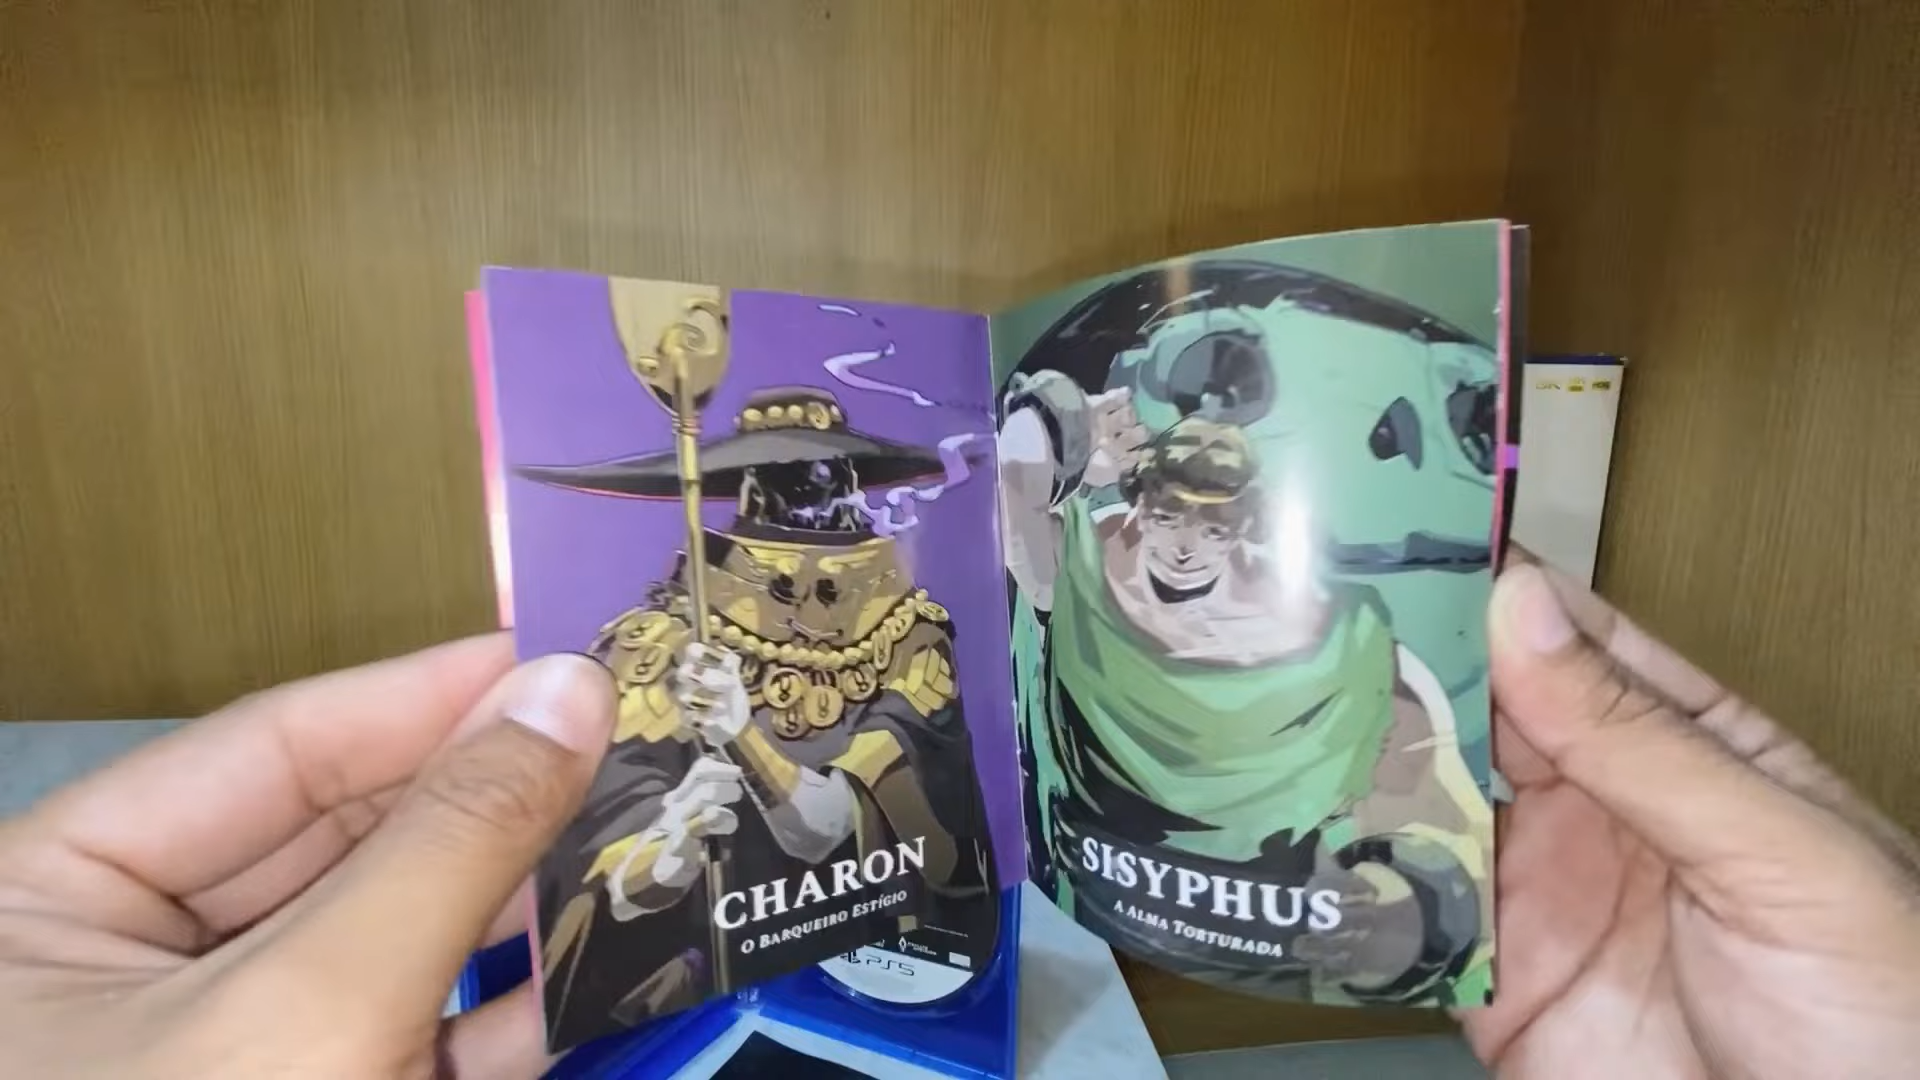 CHARON
O BARQUEIRO ESTÍGIO
SISYPHUS
A ALMA TORTURADA
PS5